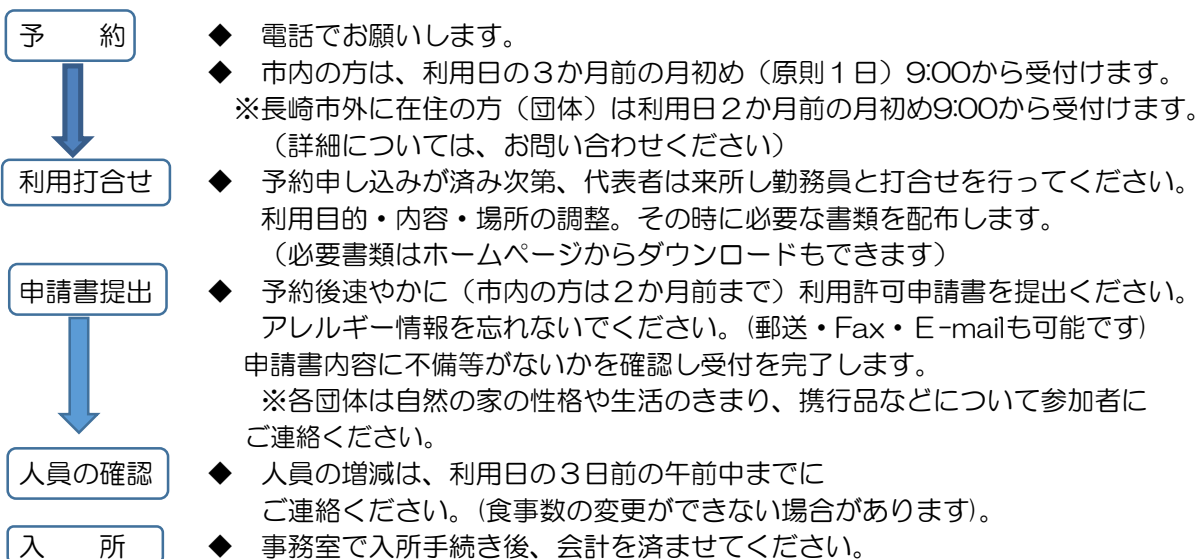 予　約　◆　電話でお願いします。
◆　市内の方は、利用日の３か月前の月初め（原則１日）9:00から受付けます。
※長崎市外に在住の方（団体）は利用日２か月前の月初め9:00から受付けます。
（詳細については、お問い合わせください）
利用打合せ　◆　予約申し込みが済み次第、代表者は来所し勤務員と打合せを行ってください。
利用目的・内容・場所の調整。その時に必要な書類を配布します。
（必要書類はホームページからダウンロードもできます）
申請書提出　◆　予約後速やかに（市内の方は２か月前まで）利用許可申請書を提出ください。
アレルギー情報を忘れないでください。(郵送・Fax・Ｅ-mailも可能です)
申請書内容に不備等がないかを確認し受付を完了します。
※各団体は自然の家の性格や生活のきまり、携行品などについて参加者に
ご連絡ください。
人員の確認　◆　人員の増減は、利用日の３日前の午前中までに
ご連絡ください。(食事数の変更ができない場合があります)。
入　所　◆　事務室で入所手続き後、会計を済ませてください。